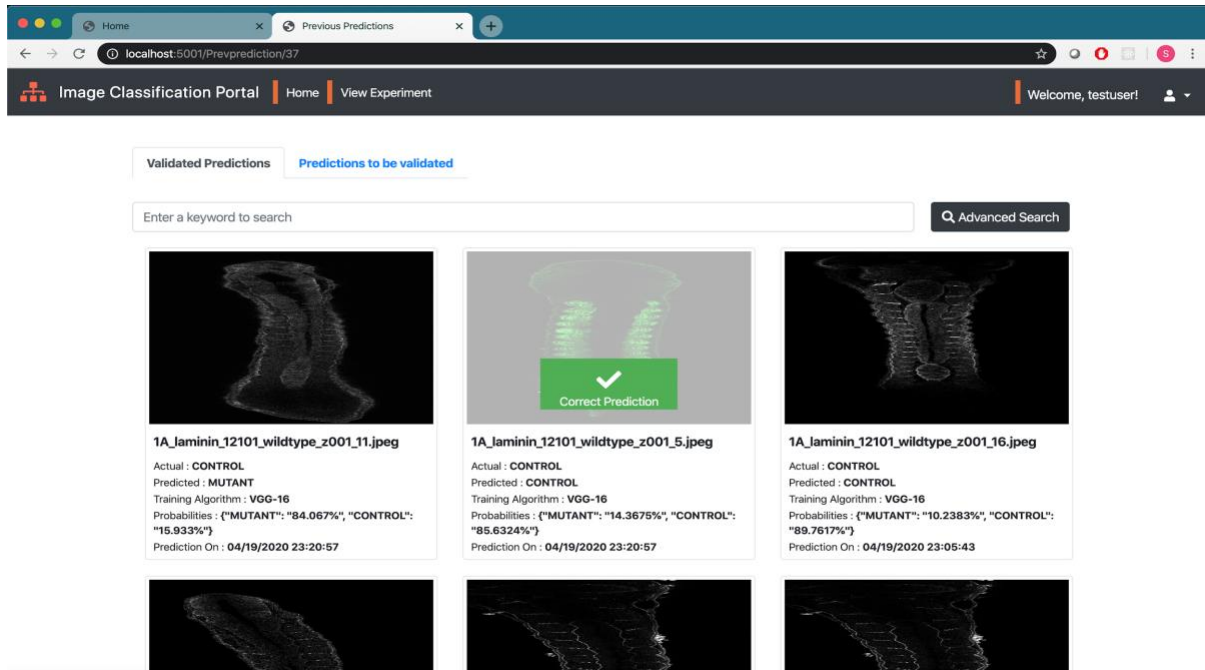 Home
Previous Predictions
localhost:5001/Prevprediction/37
S
Image Classification Portal
Home
View Experiment
Welcome, testuser!
Validated Predictions
Predictions to be validated
Enter a keyword to search
Advanced Search
Correct Prediction
1A_laminin_12101_wildtype_z001_11.jpeg
Actual : CONTROL
Predicted : MUTANT
Training Algorithm : VGG-16
Probabilities : {"MUTANT": "84.067%", "CONTROL":
"15.933%"}
Prediction On : 04/19/2020 23:20:57
1A_laminin_12101_wildtype_z001_5.jpeg
Actual : CONTROL
Predicted : CONTROL
Training Algorithm : VGG-16
Probabilities : {"MUTANT": "14.3675%", "CONTROL":
"85.6324%"}
Prediction On : 04/19/2020 23:20:57
1A_laminin_12101_wildtype_z001_16.jpeg
Actual : CONTROL
Predicted : CONTROL
Training Algorithm : VGG-16
Probabilities : {"MUTANT": "10.2383%", "CONTROL":
"89.7617%"}
Prediction On : 04/19/2020 23:05:43